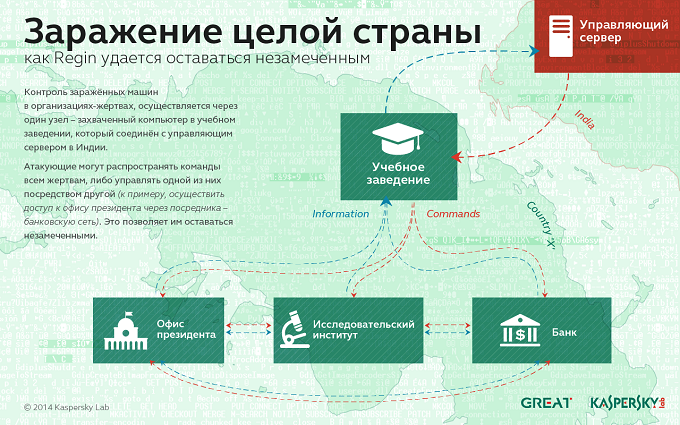 Заражение целой страны
как Regin удается оставаться незамеченным
Управляющий
сервер
Контроль заражённых машин
в организациях-жертвах, осуществляется через
один узел – захваченный компьютер в учебном
заведении, который соединён с управляющим
сервером в Индии.
Атакующие могут распространять команды
всем жертвам, либо управлять одной из них
посредством другой (к примеру, осуществить
доступ к офису президента через посредника –
банковскую сеть). Это позволяет им оставаться
незамеченными.
India
Учебное
заведение
Information
Commands
Country 'X'
Офис
президента
Исследовательский
институт
$
Банк
© 2014 Kaspersky Lab
GREAT
KASPERSKY lab